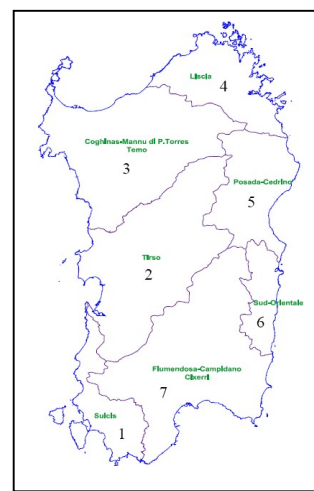 Liscia
4
Coghinas-Mannu di P.Torres
Temo
3
Posada-Cedrino
5
Tirso
2
Sud-Orientale
6
Flumendosa-Campidano
Cixerri
7
Sulcis
1